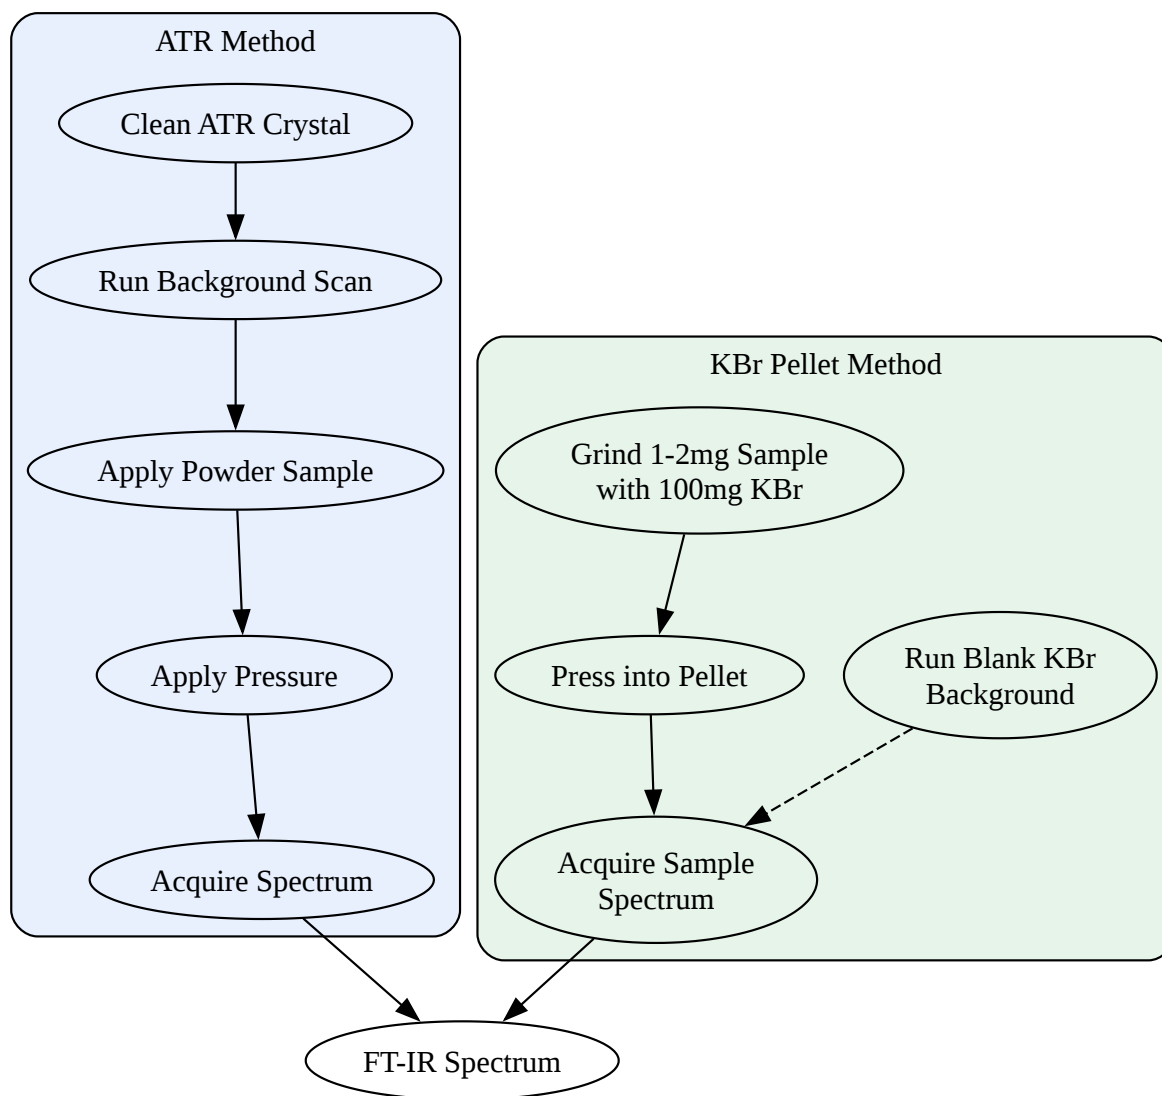 ATR Method
Clean ATR Crystal
Run Background Scan
Apply Powder Sample
Apply Pressure
Acquire Spectrum
KBr Pellet Method
Grind 1-2mg Sample
with 100mg KBr
Press into Pellet
Run Blank KBr
Background
Acquire Sample
Spectrum
FT-IR Spectrum